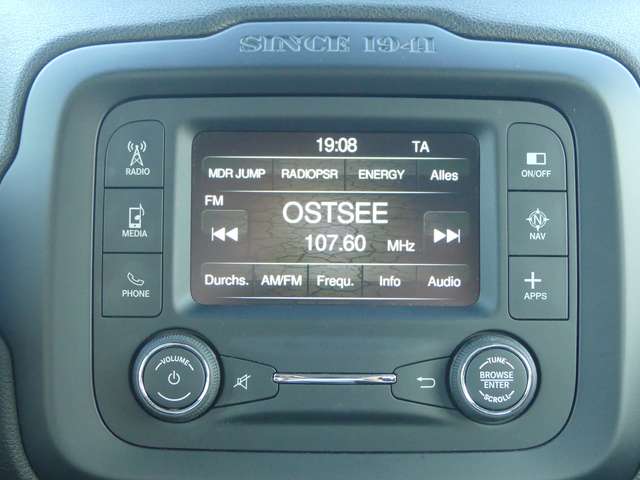 SINCE 1941
19:08 TA
MDR JUMP RADIOPSR ENERGY Alles
FM
OSTSEE
107.60 MHz
Durchs. AM/FM Frequ. Info Audio
RADIO
MEDIA
PHONE
ON/OFF
N
NAV
APPS
VOLUME
TUNE
BROWSE
ENTER
SCROLL